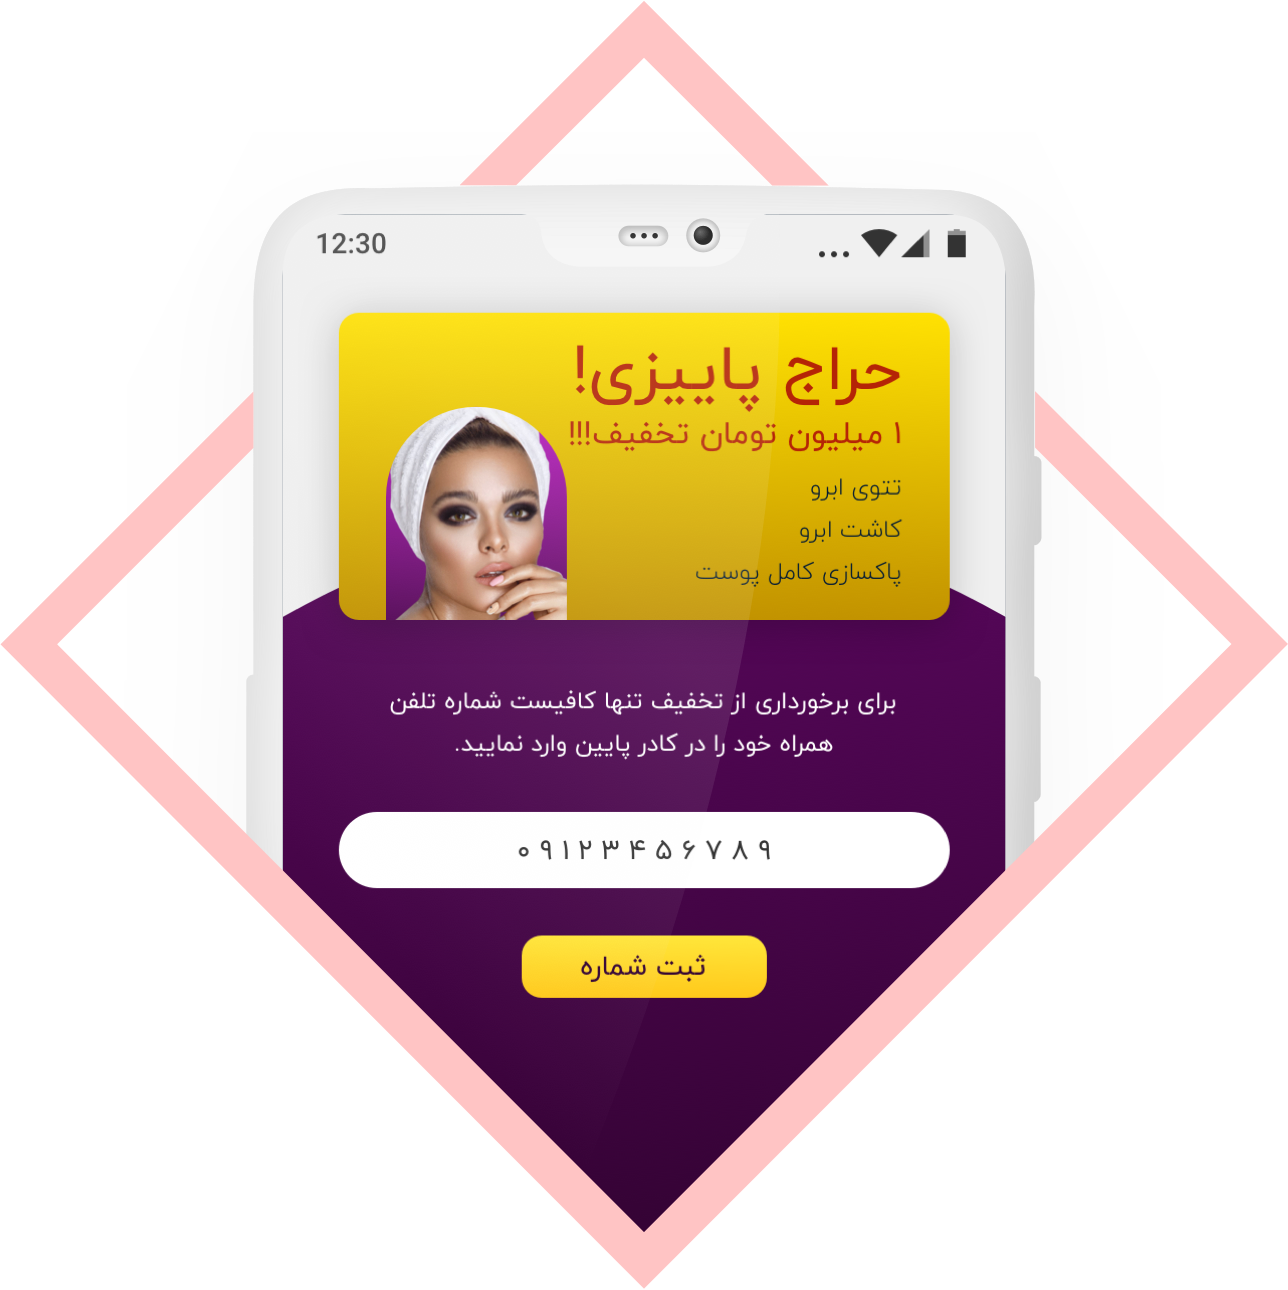 12:30
حراج پاییزی!
۱ میلیون تومان تخفیف!!!
تتوی ابرو
کاشت ابرو
پاکسازی کامل پوست
برای برخورداری از تخفیف تنها کافیست شماره تلفن
همراه خود را در کادر پایین وارد نمایید.
۰۹۱۲۳۴۵۶۷۸۹
ثبت شماره